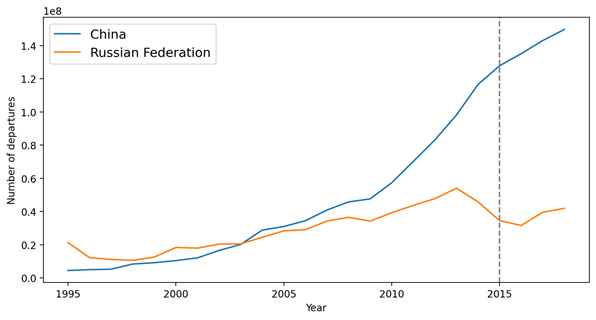 1e8
China
Russian Federation
1.4
1.2
1.0
0.8
0.6
0.4
0.2
0.0
Number of departures
1995
2000
2005
2010
2015
Year